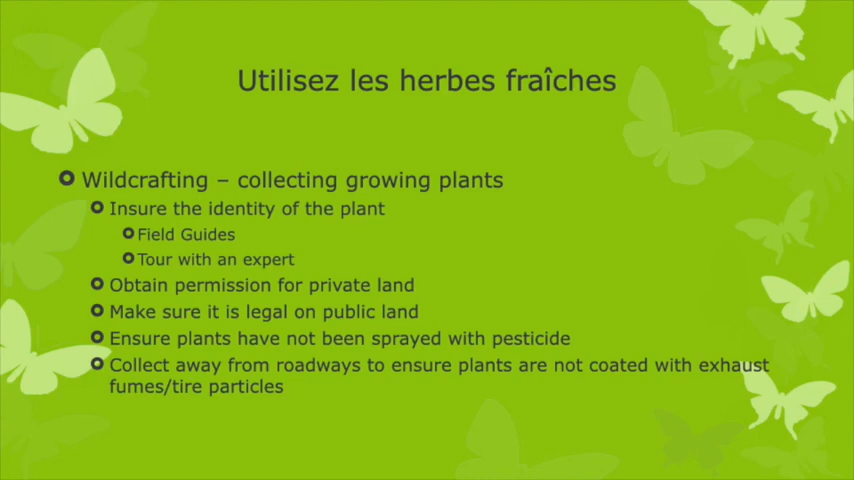 Utilisez les herbes fraîches
Wildcrafting – collecting growing plants
Insure the identity of the plant
Field Guides
Tour with an expert
Obtain permission for private land
Make sure it is legal on public land
Ensure plants have not been sprayed with pesticide
Collect away from roadways to ensure plants are not coated with exhaust
fumes/tire particles